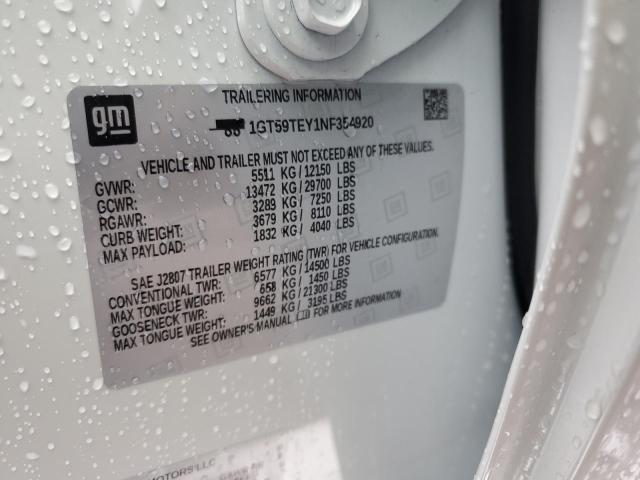 gm
TRAILERING INFORMATION
1GT59TEY1NF354920
VEHICLE AND TRAILER MUST NOT EXCEED ANY OF THESE VALUES.
GVWR: 5511 KG / 12150 LBS
GCWR: 13472 KG / 29700 LBS
RGAWR: 3289 KG / 7250 LBS
CURB WEIGHT: 3679 KG / 8110 LBS
MAX PAYLOAD: 1832 KG / 4040 LBS
SAE J2807 TRAILER WEIGHT RATING (TWR) FOR VEHICLE CONFIGURATION.
CONVENTIONAL TWR: 6577 KG / 14500 LBS
MAX TONGUE WEIGHT: 658 KG / 1450 LBS
GOOSENECK TWR: 9662 KG / 21300 LBS
MAX TONGUE WEIGHT: 1449 KG / 3195 LBS
SEE OWNER'S MANUAL FOR MORE INFORMATION
MOTORS LLC